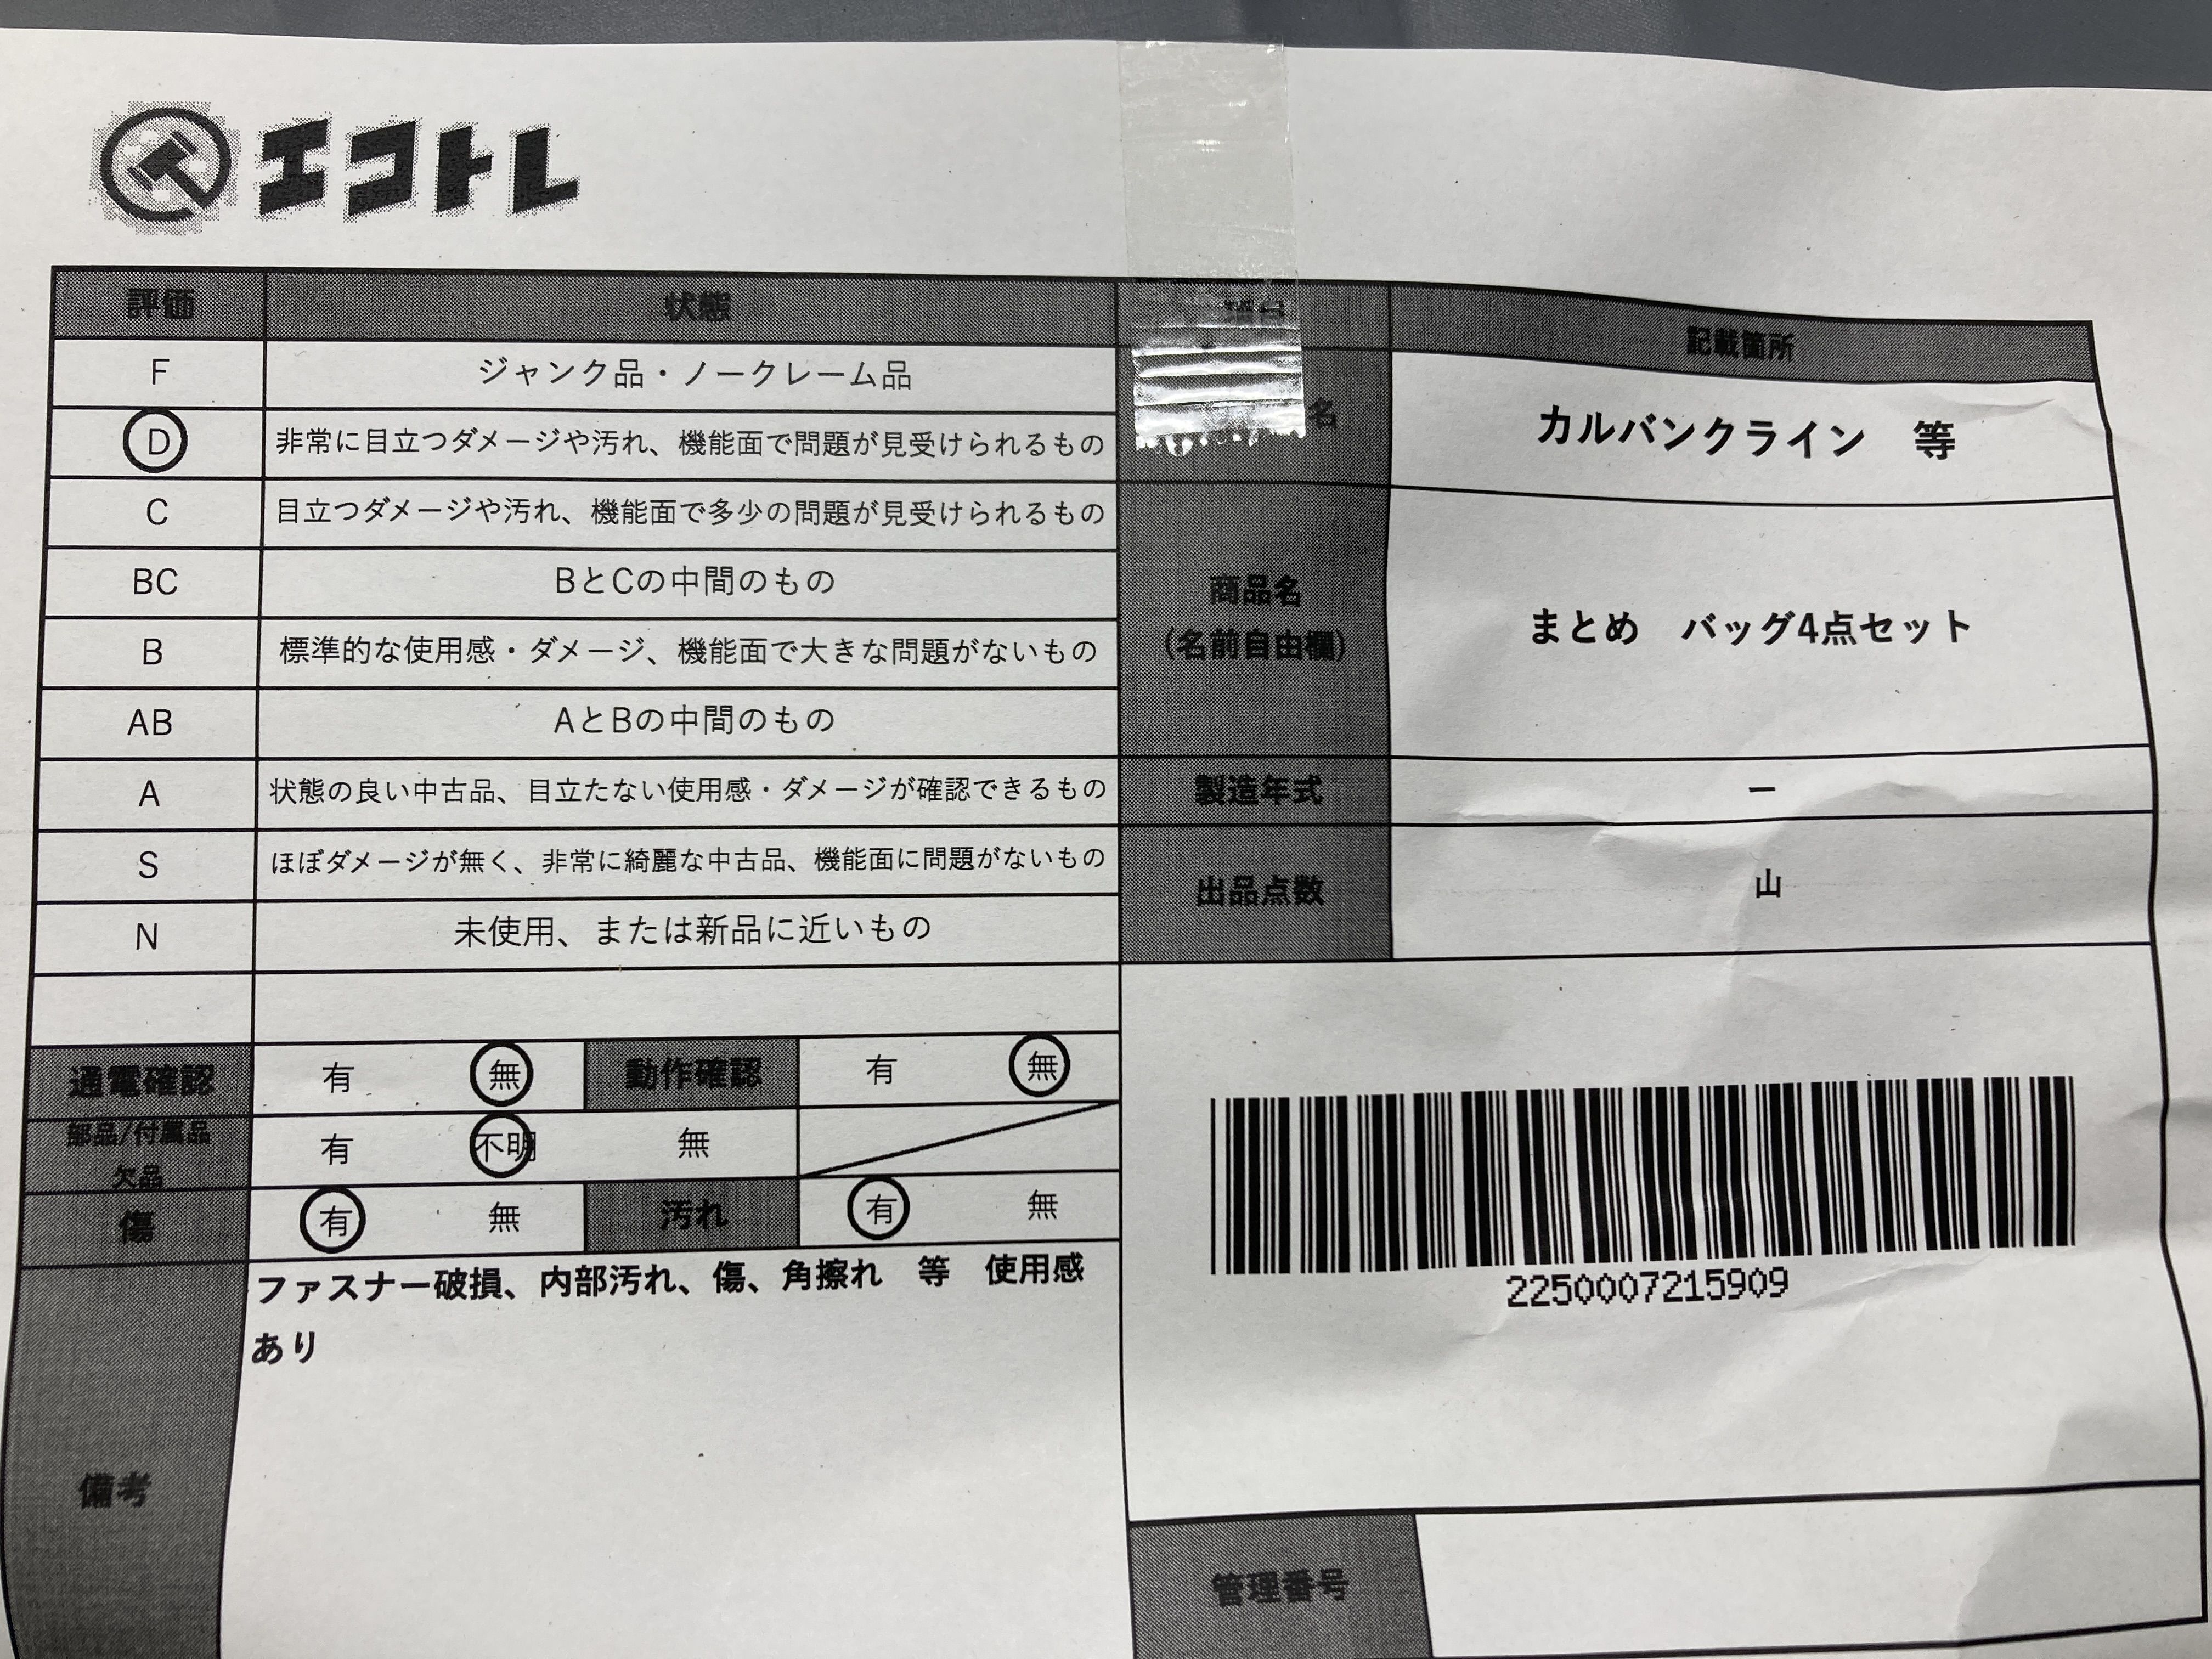 エコトレ
評価 状態
F ジャンク品・ノークレーム品
D 非常に目立つダメージや汚れ、機能面で問題が見受けられるもの
C 目立つダメージや汚れ、機能面で多少の問題が見受けられるもの
BC BとCの中間のもの
B 標準的な使用感・ダメージ、機能面で大きな問題がないもの
AB AとBの中間のもの
A 状態の良い中古品、目立たない使用感・ダメージが確認できるもの
S ほぼダメージが無く、非常に綺麗な中古品、機能面に問題がないもの
N 未使用、または新品に近いもの
通電確認 有 無 動作確認 有 無
部品/付属品
欠品 有 不明 無
傷 有 無 汚れ 有 無
備考
ファスナー破損、内部汚れ、傷、角擦れ 等 使用感
あり
項目 記載箇所
名 カルバンクライン 等
商品名
(名前自由欄)
まとめ バッグ4点セット
製造年式 ー
出品点数 山
2250007215909
管理番号